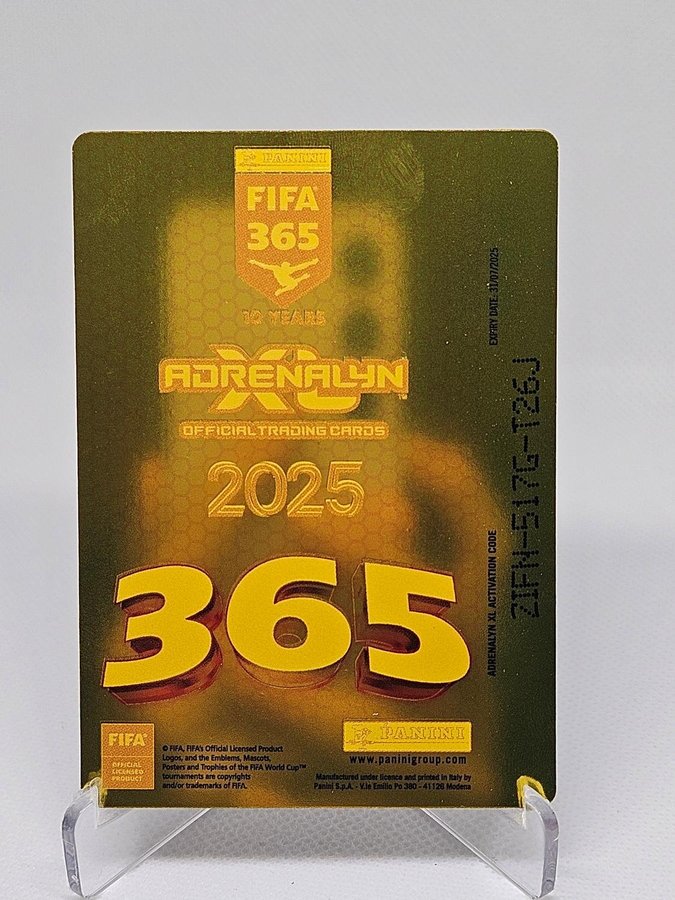 PANINI
FIFA
365
10 YEARS
ADRENALYN
XL
OFFICIAL TRADING CARDS
2025
365
EXPIRY DATE: 31/07/2025
ADRENALYN XL ACTIVATION CODE
2IFN-517G-T26J
FIFA®
OFFICIAL
LICENSED
PRODUCT
© FIFA, FIFA's Official Licensed Product
Logos, and the Emblems, Mascots,
Posters and Trophies of the FIFA World Cup™
tournaments are copyrights
and/or trademarks of FIFA.
PANINI
www.paninigroup.com
Manufactured under licence and printed in Italy by
Panini S.p.A. - V.le Emilio Po 380 - 41126 Modena